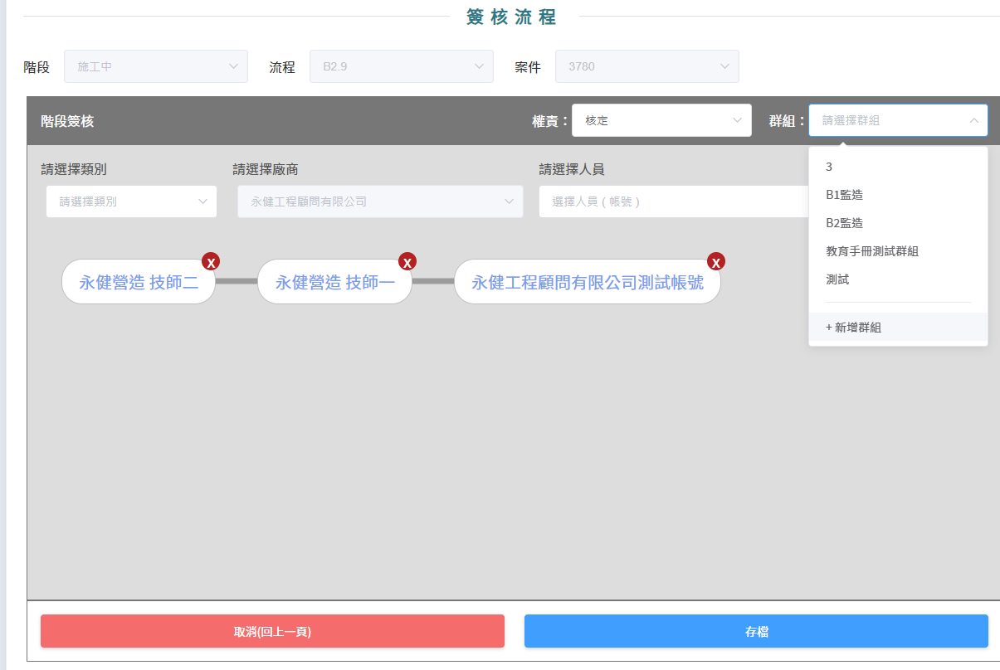 簽核流程
階段 施工中 流程 B2.9 案件 3780
階段簽核 權責： 核定 群組： 請選擇群組
請選擇類別 請選擇廠商 請選擇人員
請選擇類別 永健工程顧問有限公司 選擇人員 ( 帳號 )
3
B1監造
B2監造
教育手冊測試群組
測試
+ 新增群組
X X X
永健營造 技師二 永健營造 技師一 永健工程顧問有限公司測試帳號
取消(回上一頁) 存檔